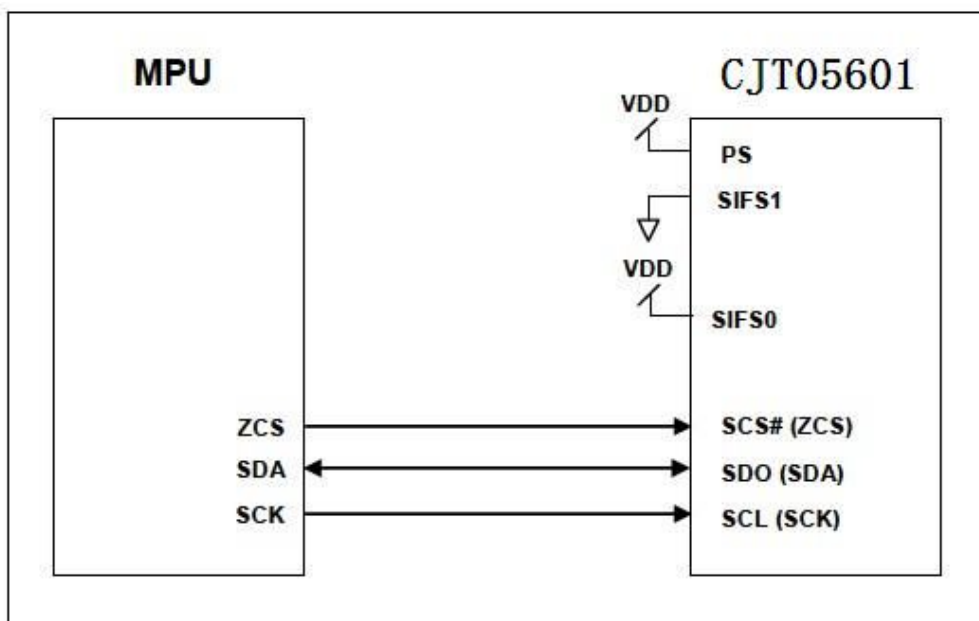 MPU
CJT05601
VDD
PS
SIFS1
VDD
SIFS0
ZCS
SCS# (ZCS)
SDA
SDO (SDA)
SCK
SCL (SCK)